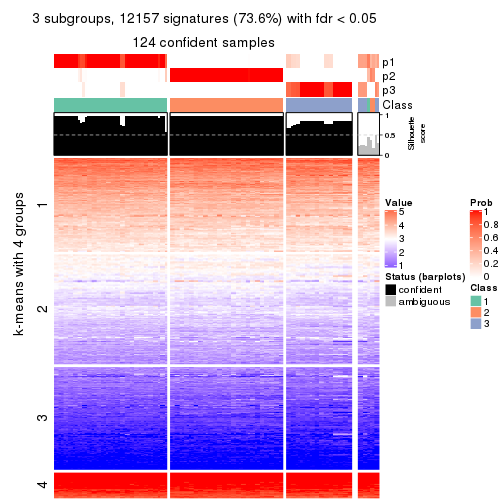 3 subgroups, 12157 signatures (73.6%) with fdr < 0.05
124 confident samples
p1
p2
p3
Class
1
0.5
0
Silhouette
score
k-means with 4 groups
1
2
3
4
Value
5
4
3
2
1
Status (barplots)
confident
ambiguous
Prob
1
0.8
0.6
0.4
0.2
0
Class
1
2
3